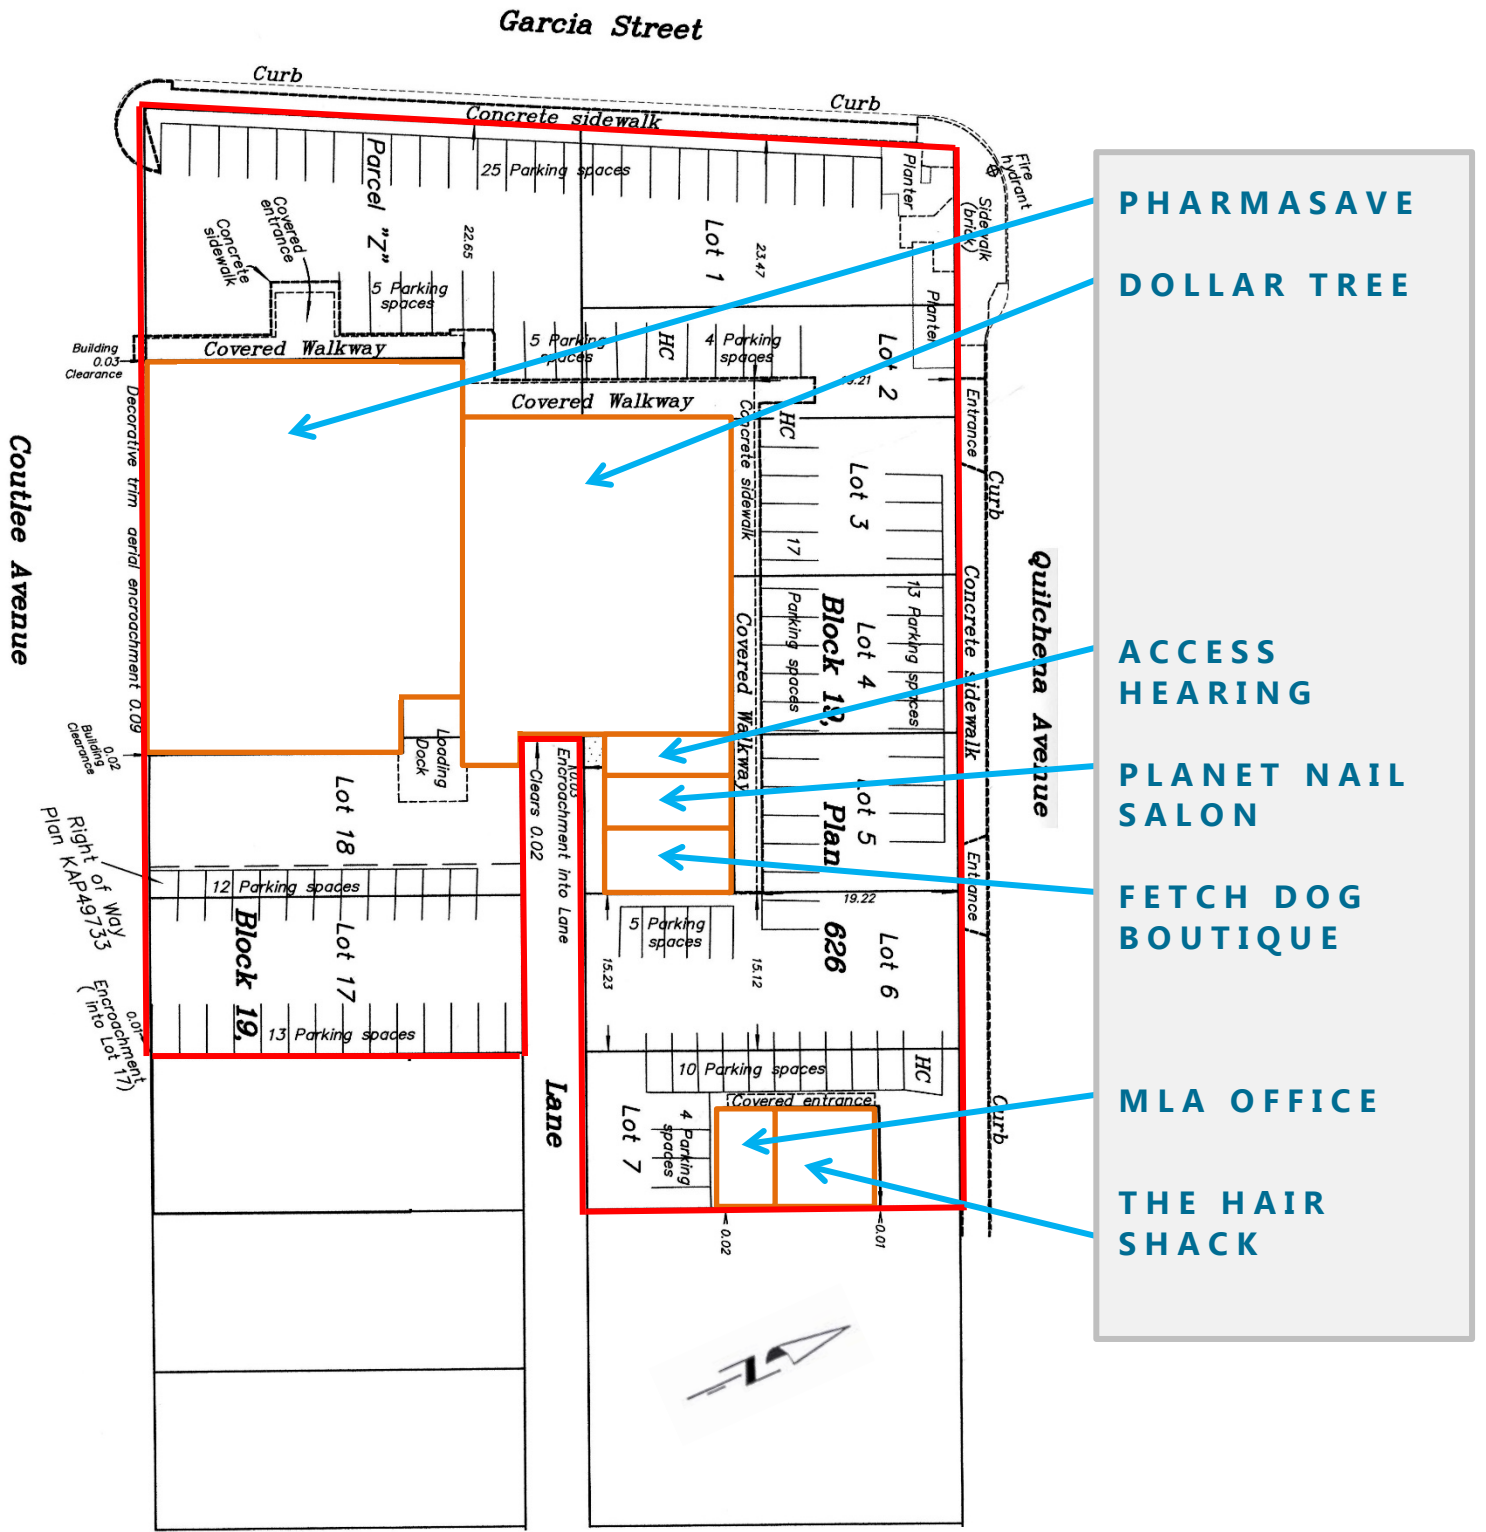 Garcia Street
Curb
Curb
Concrete sidewalk
25 Parking spaces
Parcel "Z"
Lot 1
Planter
Fire
hydrant
Sidewalk
(brick)
Covered
entrance
Concrete
sidewalk
22.65
23.47
5 Parking
spaces
Planter
5 Parking
spaces
HC
4 Parking
spaces
Lot 2
Building
0.03
Clearance
Covered Walkway
Covered Walkway
Entrance
HC
Concrete sidewalk
Decorative trim aerial encroachment 0.09
Coutlee Avenue
Lot 3
17
Parking spaces
Curb
Quilchena Avenue
Concrete sidewalk
13 Parking spaces
Lot 4
Block 19,
Covered Walkway
Building
Clearance
0.02
Loading
Dock
Lot 18
Clears 0.02
Encroachment into Lane
0.03
Lot 5
Plan
Entrance
Right of Way
Plan KAP49733
12 Parking spaces
19.22
5 Parking
spaces
626
Lot 6
Block 19,
Lot 17
15.23
15.12
0.01
Encroachment
( into Lot 17)
13 Parking spaces
Lane
10 Parking spaces
HC
Covered entrance
Curb
Lot 7
4 Parking
spaces
0.02
0.01
PHARMASAVE
DOLLAR TREE
ACCESS
HEARING
PLANET NAIL
SALON
FETCH DOG
BOUTIQUE
MLA OFFICE
THE HAIR
SHACK